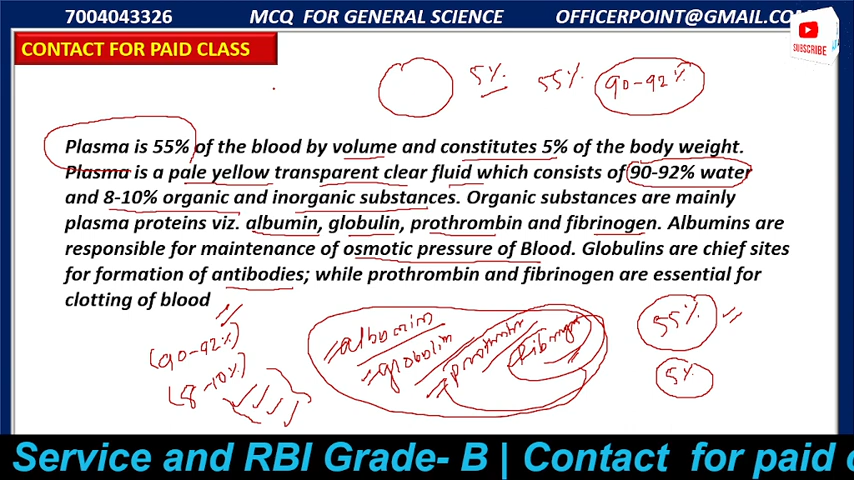 7004043326 MCQ FOR GENERAL SCIENCE OFFICERPOINT@GMAIL.COM
SUBSCRIBE
CONTACT FOR PAID CLASS
5% 55% 90-92%
Plasma is 55% of the blood by volume and constitutes 5% of the body weight.
Plasma is a pale yellow transparent clear fluid which consists of 90-92% water
and 8-10% organic and inorganic substances. Organic substances are mainly
plasma proteins viz. albumin, globulin, prothrombin and fibrinogen. Albumins are
responsible for maintenance of osmotic pressure of Blood. Globulins are chief sites
for formation of antibodies; while prothrombin and fibrinogen are essential for
clotting of blood
(90-92%)
(8-10%)
albumin
55%
5%
Service and RBI Grade- B | Contact for paid